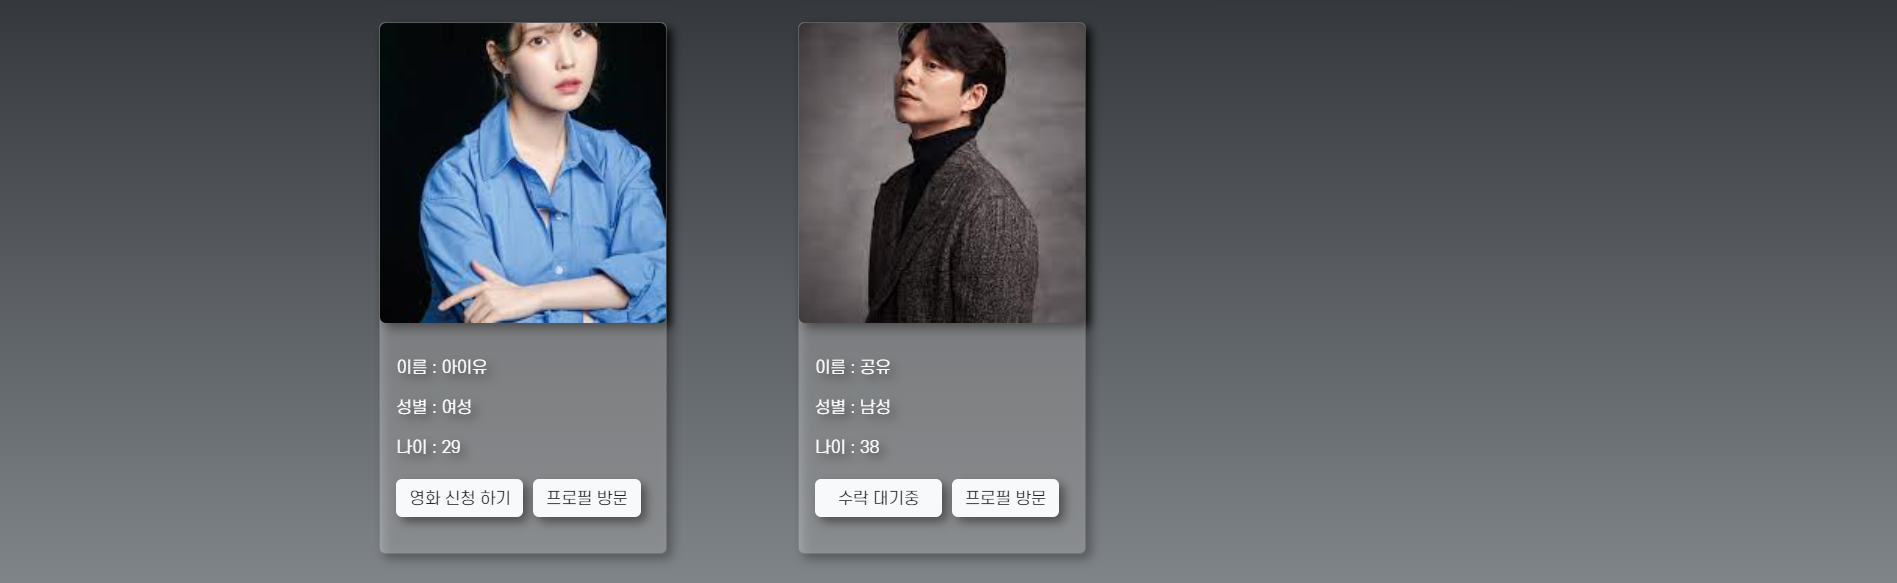 이름 : 아이유
성별 : 여성
나이 : 29
영화 신청 하기 프로필 방문
이름 : 공유
성별 : 남성
나이 : 38
수락 대기중 프로필 방문